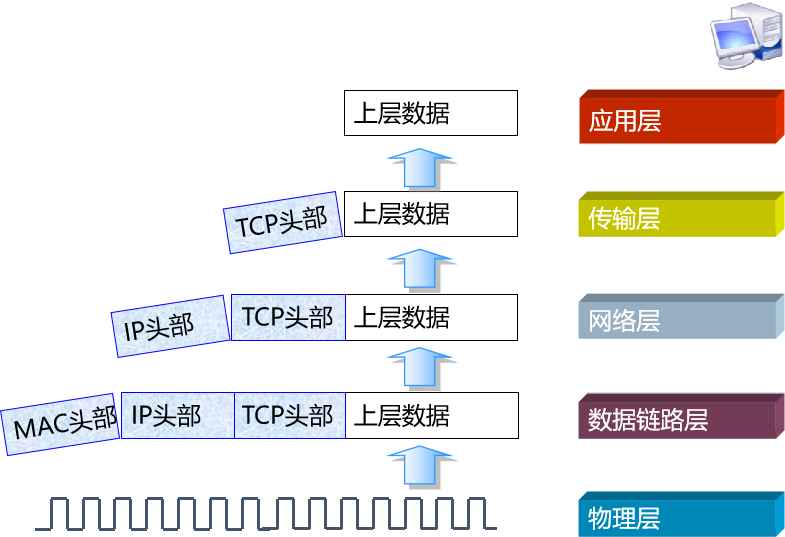 上层数据 应用层
TCP头部 上层数据 传输层
IP头部 TCP头部 上层数据 网络层
MAC头部 IP头部 TCP头部 上层数据 数据链路层
物理层